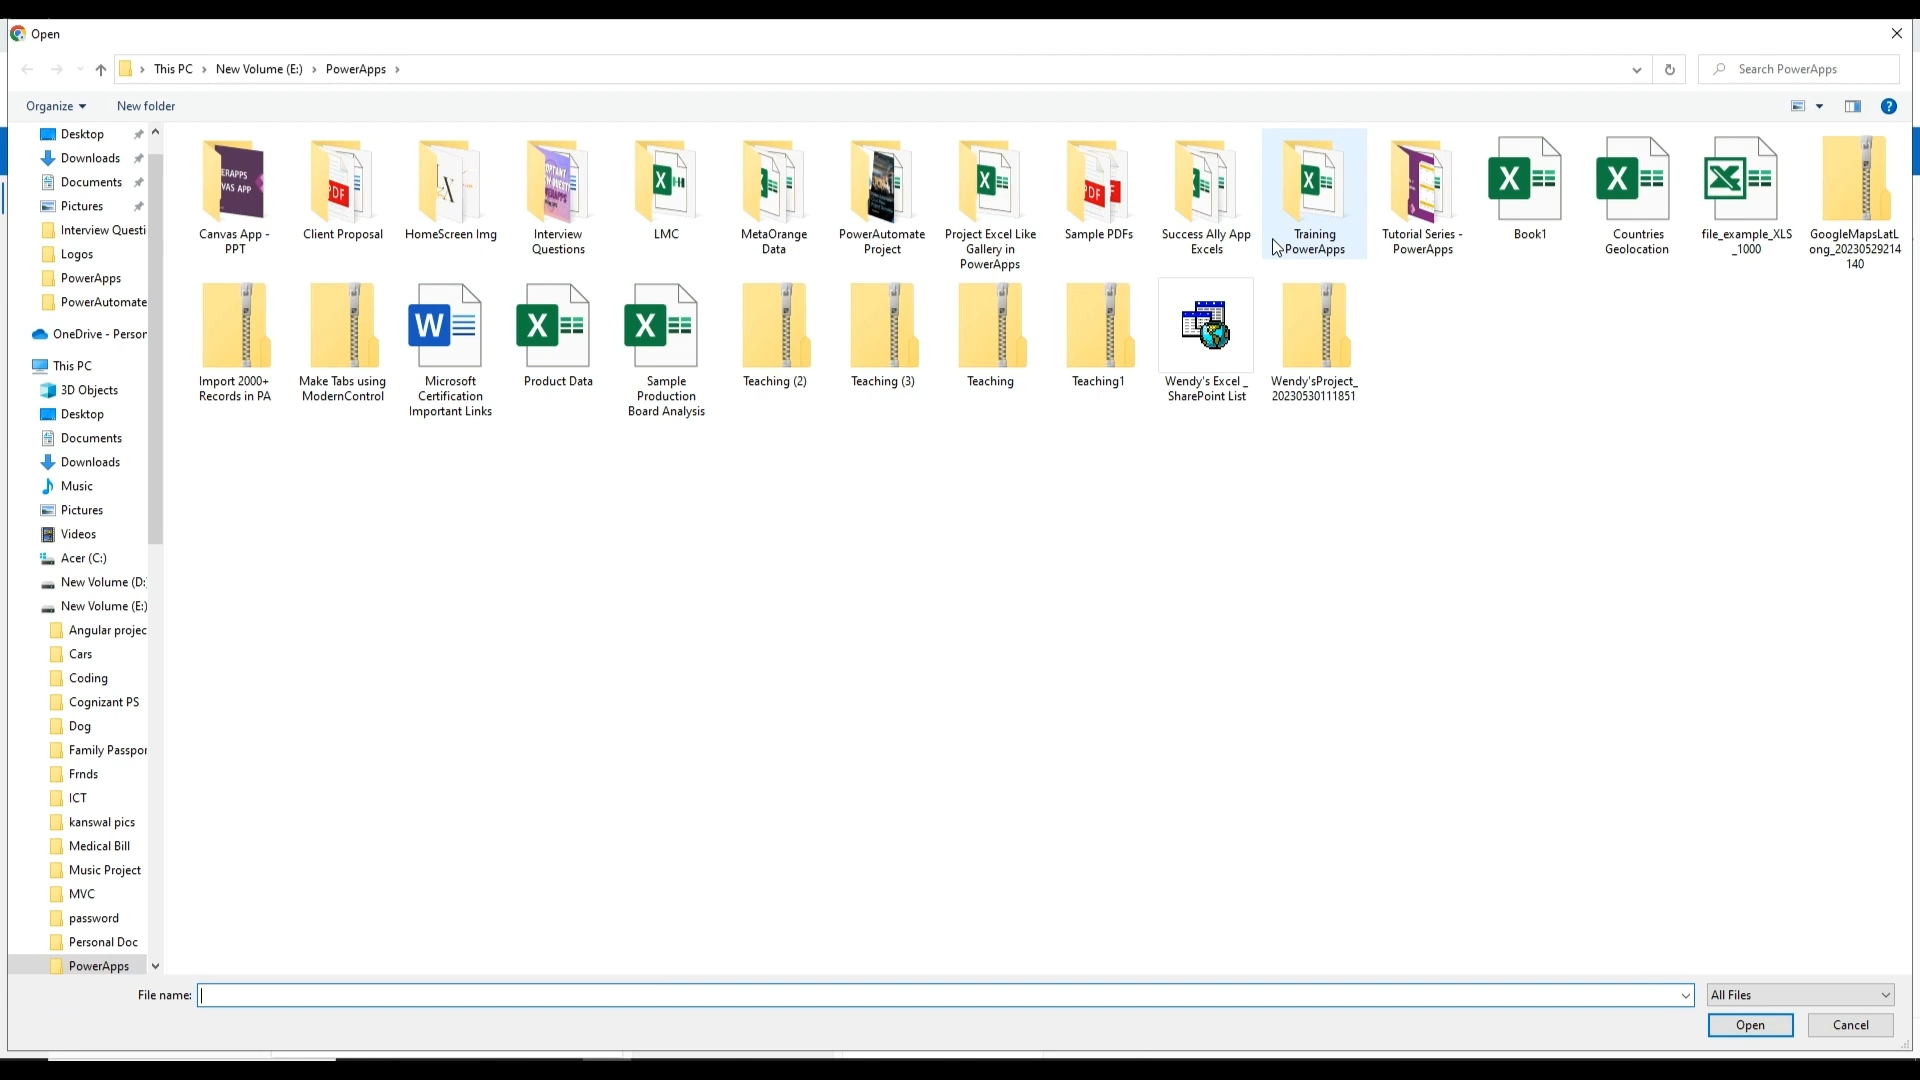 Open
This PC > New Volume (E:) > PowerApps >
Search PowerApps
Organize
New folder
Desktop
Downloads
Documents
Pictures
Interview Questi
Logos
PowerApps
PowerAutomate
OneDrive - Person
This PC
3D Objects
Desktop
Documents
Downloads
Music
Pictures
Videos
Acer (C:)
New Volume (D:
New Volume (E:)
Angular projec
Cars
Coding
Cognizant PS
Dog
Family Passpor
Frnds
ICT
kanswal pics
Medical Bill
Music Project
MVC
password
Personal Doc
PowerApps
ERAPPS
VAS APP
Canvas App -
PPT
PDF
Client Proposal
HomeScreen Img
Interview
Questions
X
LMC
MetaOrange
Data
PowerAutomate
Project
X
Project Excel Like
Gallery in
PowerApps
PDF
Sample PDFs
Success Ally App
Excels
X
Training
PowerApps
Tutorial Series -
PowerApps
X
Book1
X
Countries
Geolocation
X
file_example_XLS
_1000
GoogleMapsLatL
ong_20230529214
140
Import 2000+
Records in PA
Make Tabs using
ModernControl
W
Microsoft
Certification
Important Links
X
Product Data
X
Sample
Production
Board Analysis
Teaching (2)
Teaching (3)
Teaching
Teaching1
Wendy's Excel _
SharePoint List
Wendy'sProject_
20230530111851
File name:
All Files
Open
Cancel